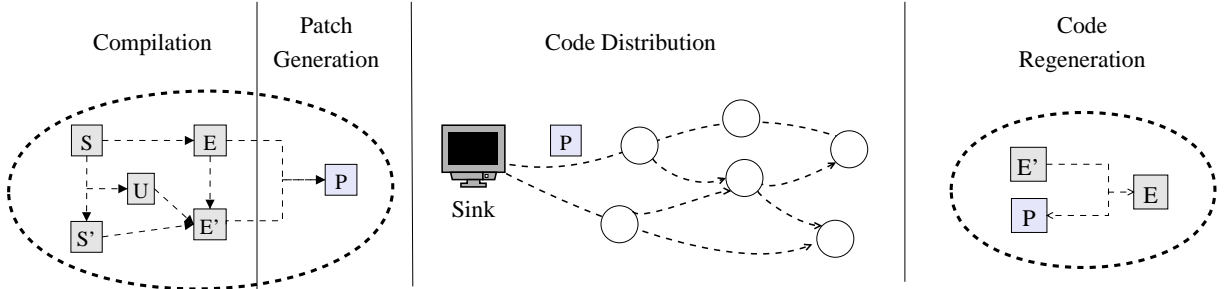 Compilation
Patch
Generation
Code Distribution
Code
Regeneration
S
E
U
P
S'
E'
P
Sink
E'
P
E